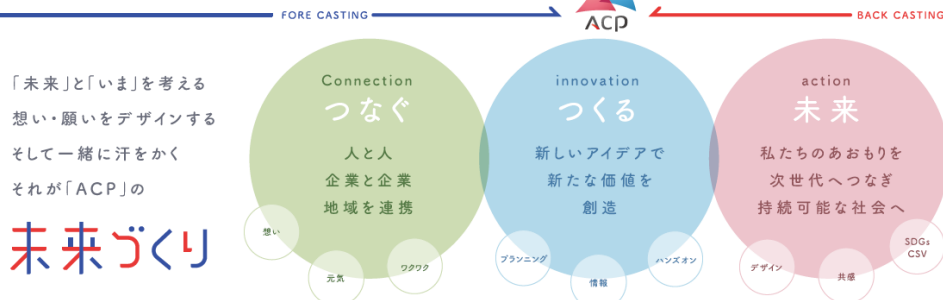 FORE CASTING
ACP
BACK CASTING
「未来」と「いま」を考える
想い・願いをデザインする
そして一緒に汗をかく
それが「ACP」の
未来づくり
Connection
つなぐ
人と人
企業と企業
地域を連携
想い
元気
ワクワク
innovation
つくる
新しいアイデアで
新たな価値を
創造
プランニング
情報
ハンズオン
action
未来
私たちのあおもりを
次世代へつなぎ
持続可能な社会へ
デザイン
共感
SDGs
CSV